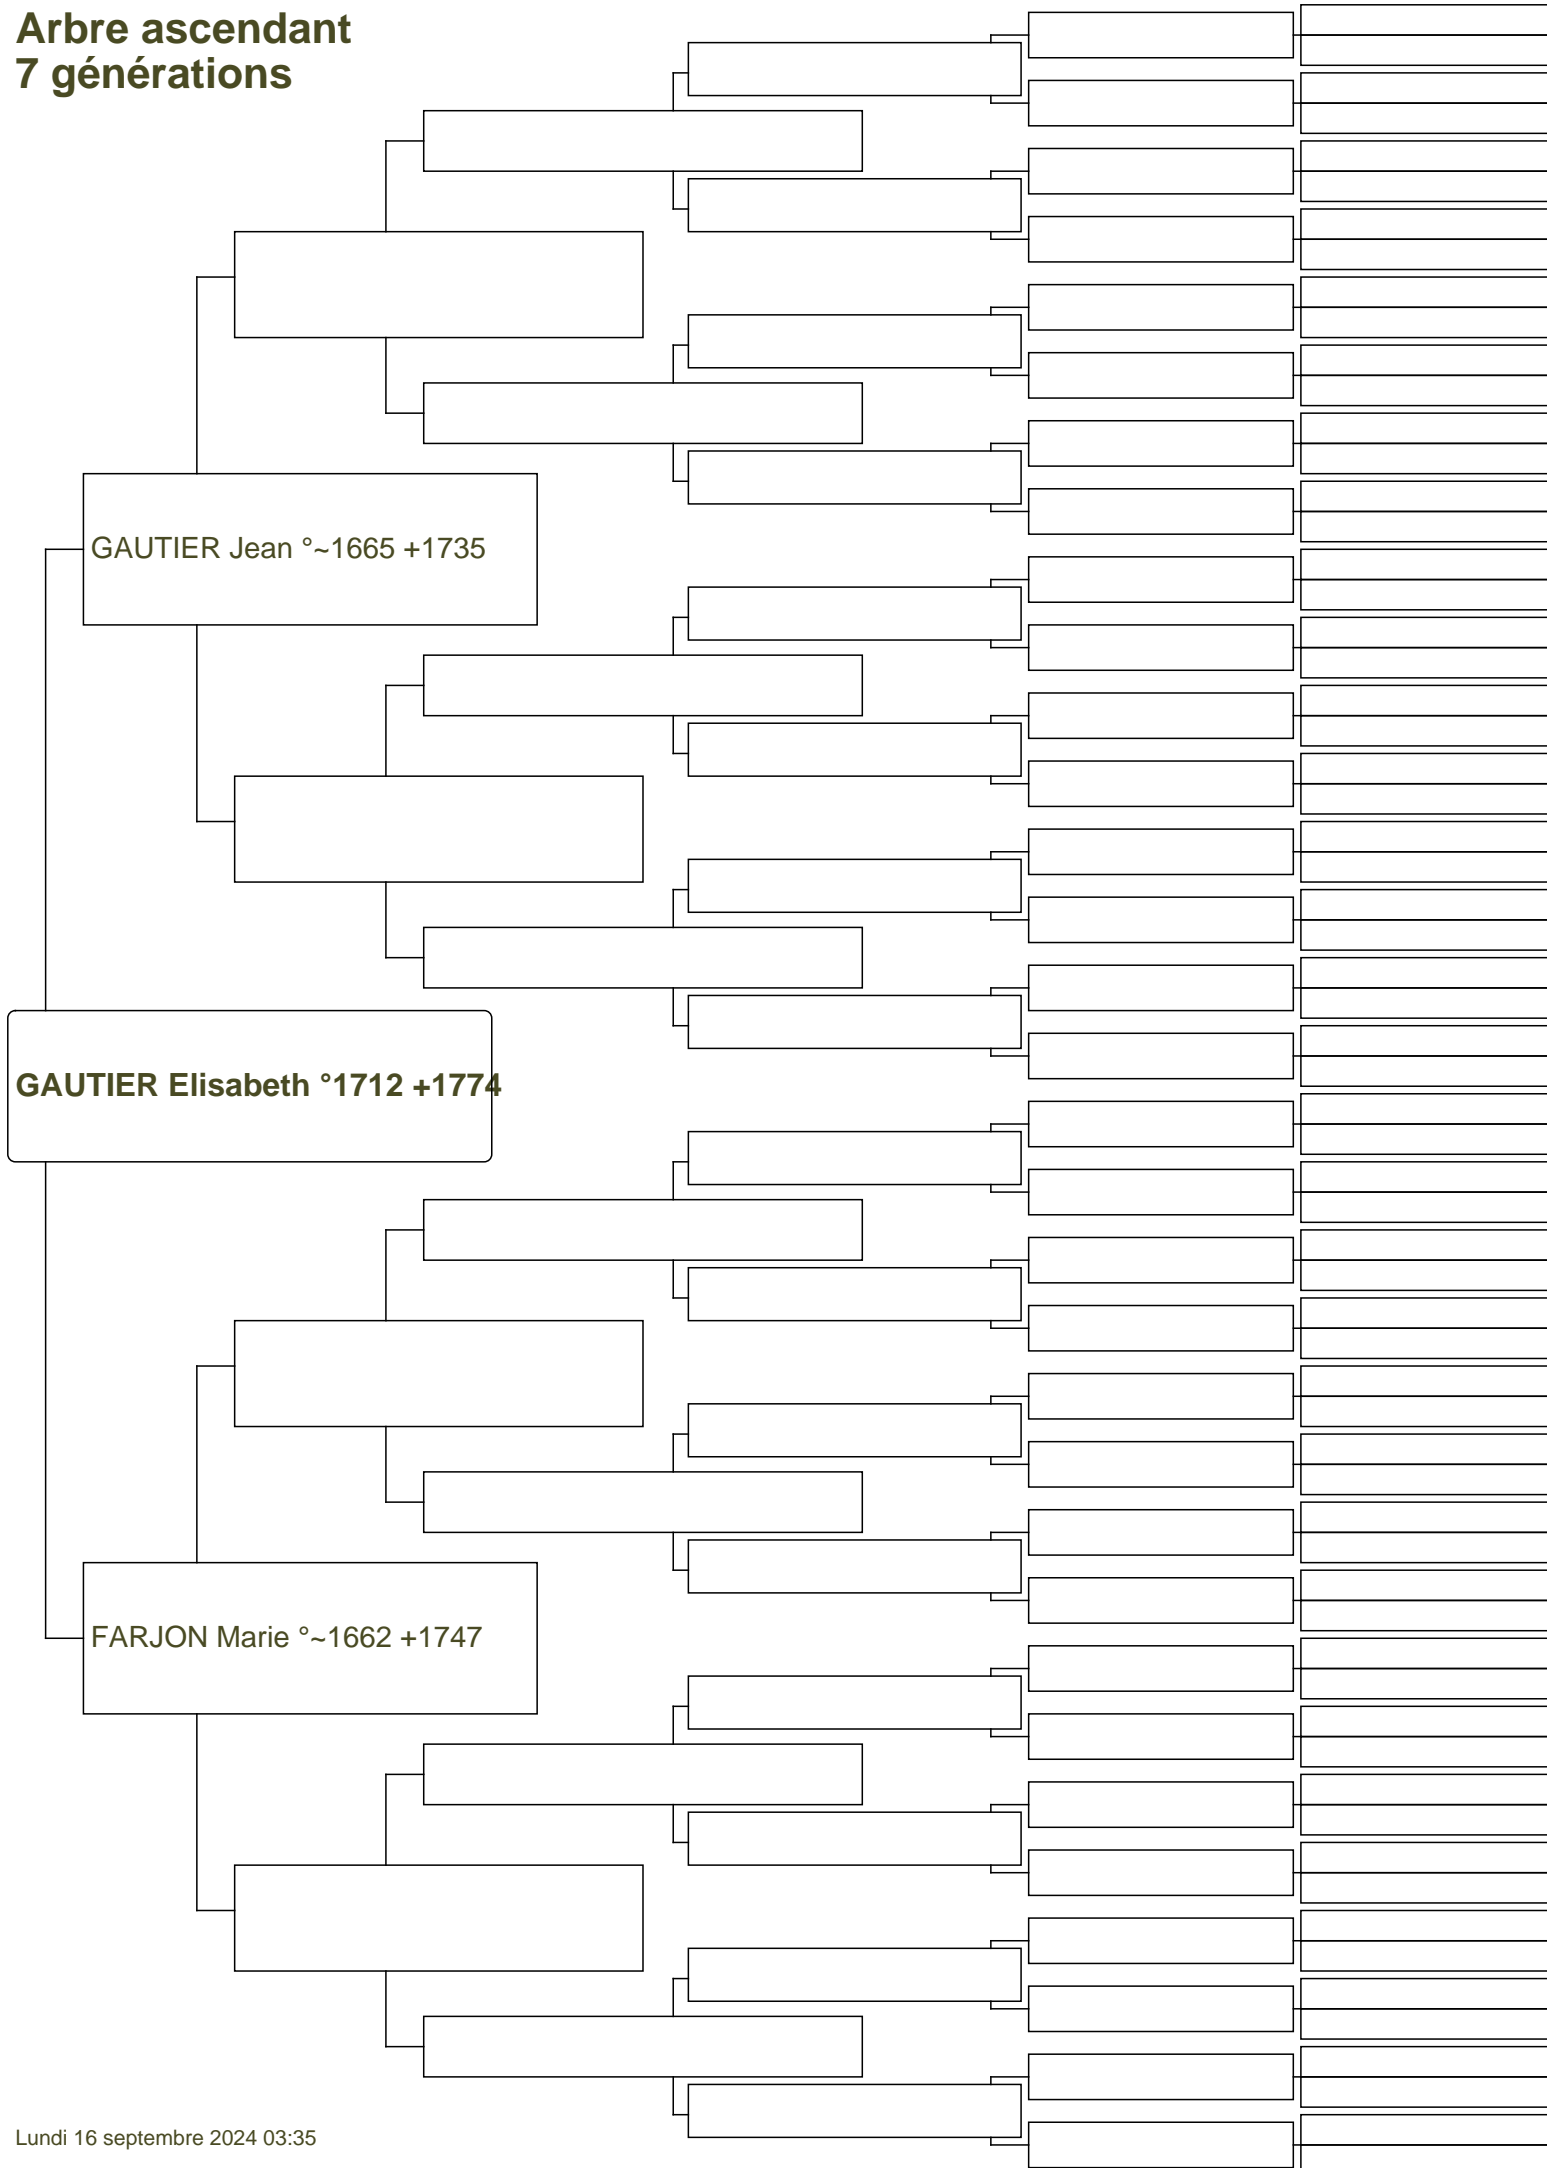 Arbre ascendant
7 générations
GAUTIER Jean °~1665 +1735
GAUTIER Elisabeth °1712 +1774
FARJON Marie °~1662 +1747
Lundi 16 septembre 2024 03:35